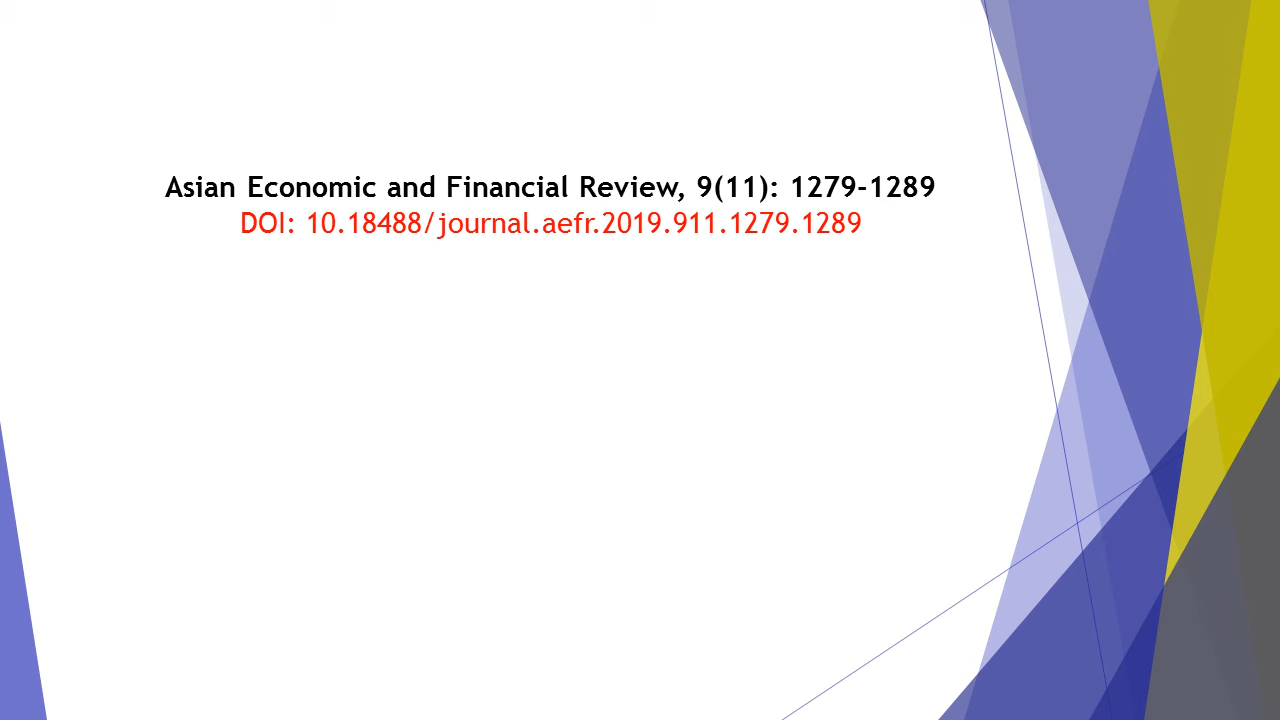 Asian Economic and Financial Review, 9(11): 1279-1289
DOI: 10.18488/journal.aefr.2019.911.1279.1289